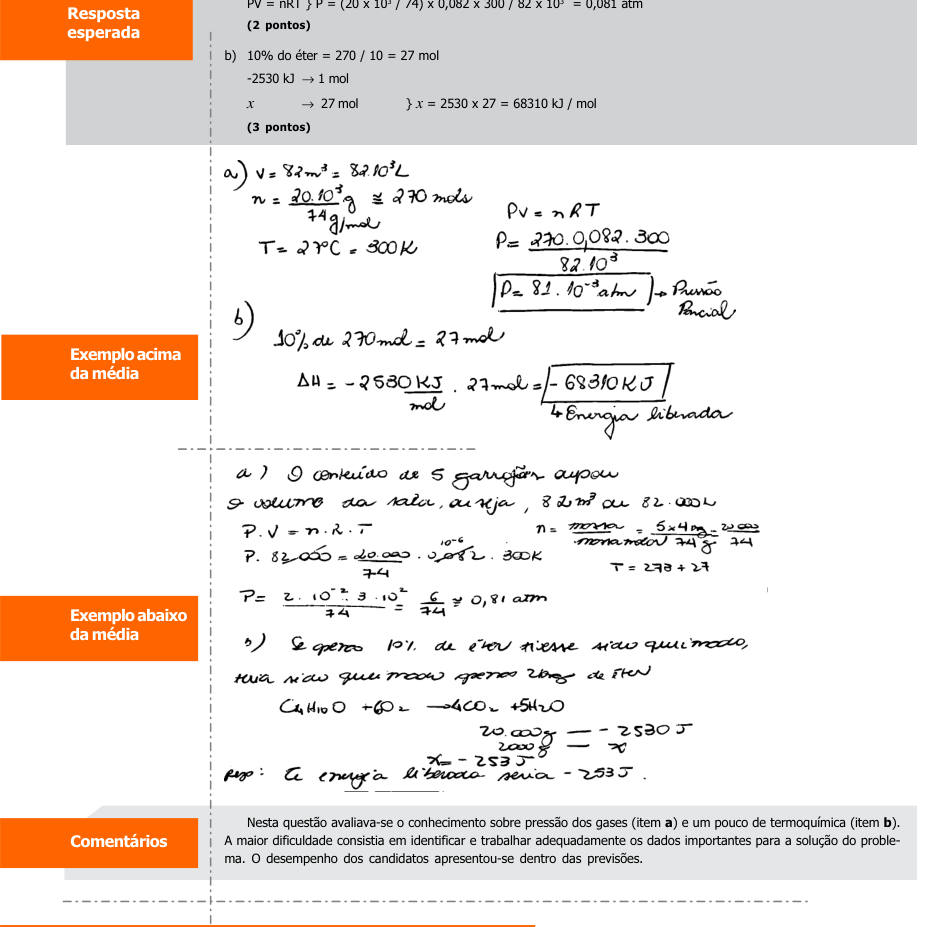 Resposta
esperada
PV = nRT } P = (20 x 10³ / 74) x 0,082 x 300 / 82 x 10³ = 0,081 atm
(2 pontos)
b) 10% do éter = 270 / 10 = 27 mol
-2530 kJ → 1 mol
x → 27 mol } x = 2530 x 27 = 68310 kJ / mol
(3 pontos)
Exemplo acima
da média
a) V = 82m³ = 82.10³L
n = 20.10³g / 74g/mol ≅ 270 mols
T = 27°C = 300K
PV = nRT
P = 270.0,082.300 / 82.10³
P = 81.10⁻³atm → Pressão
Parcial
b)
10% de 270mol = 27mol
ΔH = -2530KJ/mol . 27mol = -68310KJ
↳ Energia liberada
Exemplo abaixo
da média
a) O conteúdo de 5 garrafões ocupou
o volume da sala, ou seja, 82m³ ou 82.000L
P.V = n.R.T
n = massa / massa molar = 5x4kg / 74g = 20.000 / 74
P. 82000 = 20.000 / 74 . 0,082 . 300K
10⁻⁶
T = 273+27
P = 2.10⁻².3.10² / 74 = 6/74 ≅ 0,81 atm
b) Se apenas 10% de éter tivesse sido queimado,
teria sido queimado apenas 2kg de éter
C4H10O + 6O2 → 4CO2 + 5H2O
20.000g — -2530J
2000g — x
x = -253J
Resp: A energia liberada seria -253J.
Comentários
Nesta questão avaliava-se o conhecimento sobre pressão dos gases (item a) e um pouco de termoquímica (item b).
A maior dificuldade consistia em identificar e trabalhar adequadamente os dados importantes para a solução do proble-
ma. O desempenho dos candidatos apresentou-se dentro das previsões.